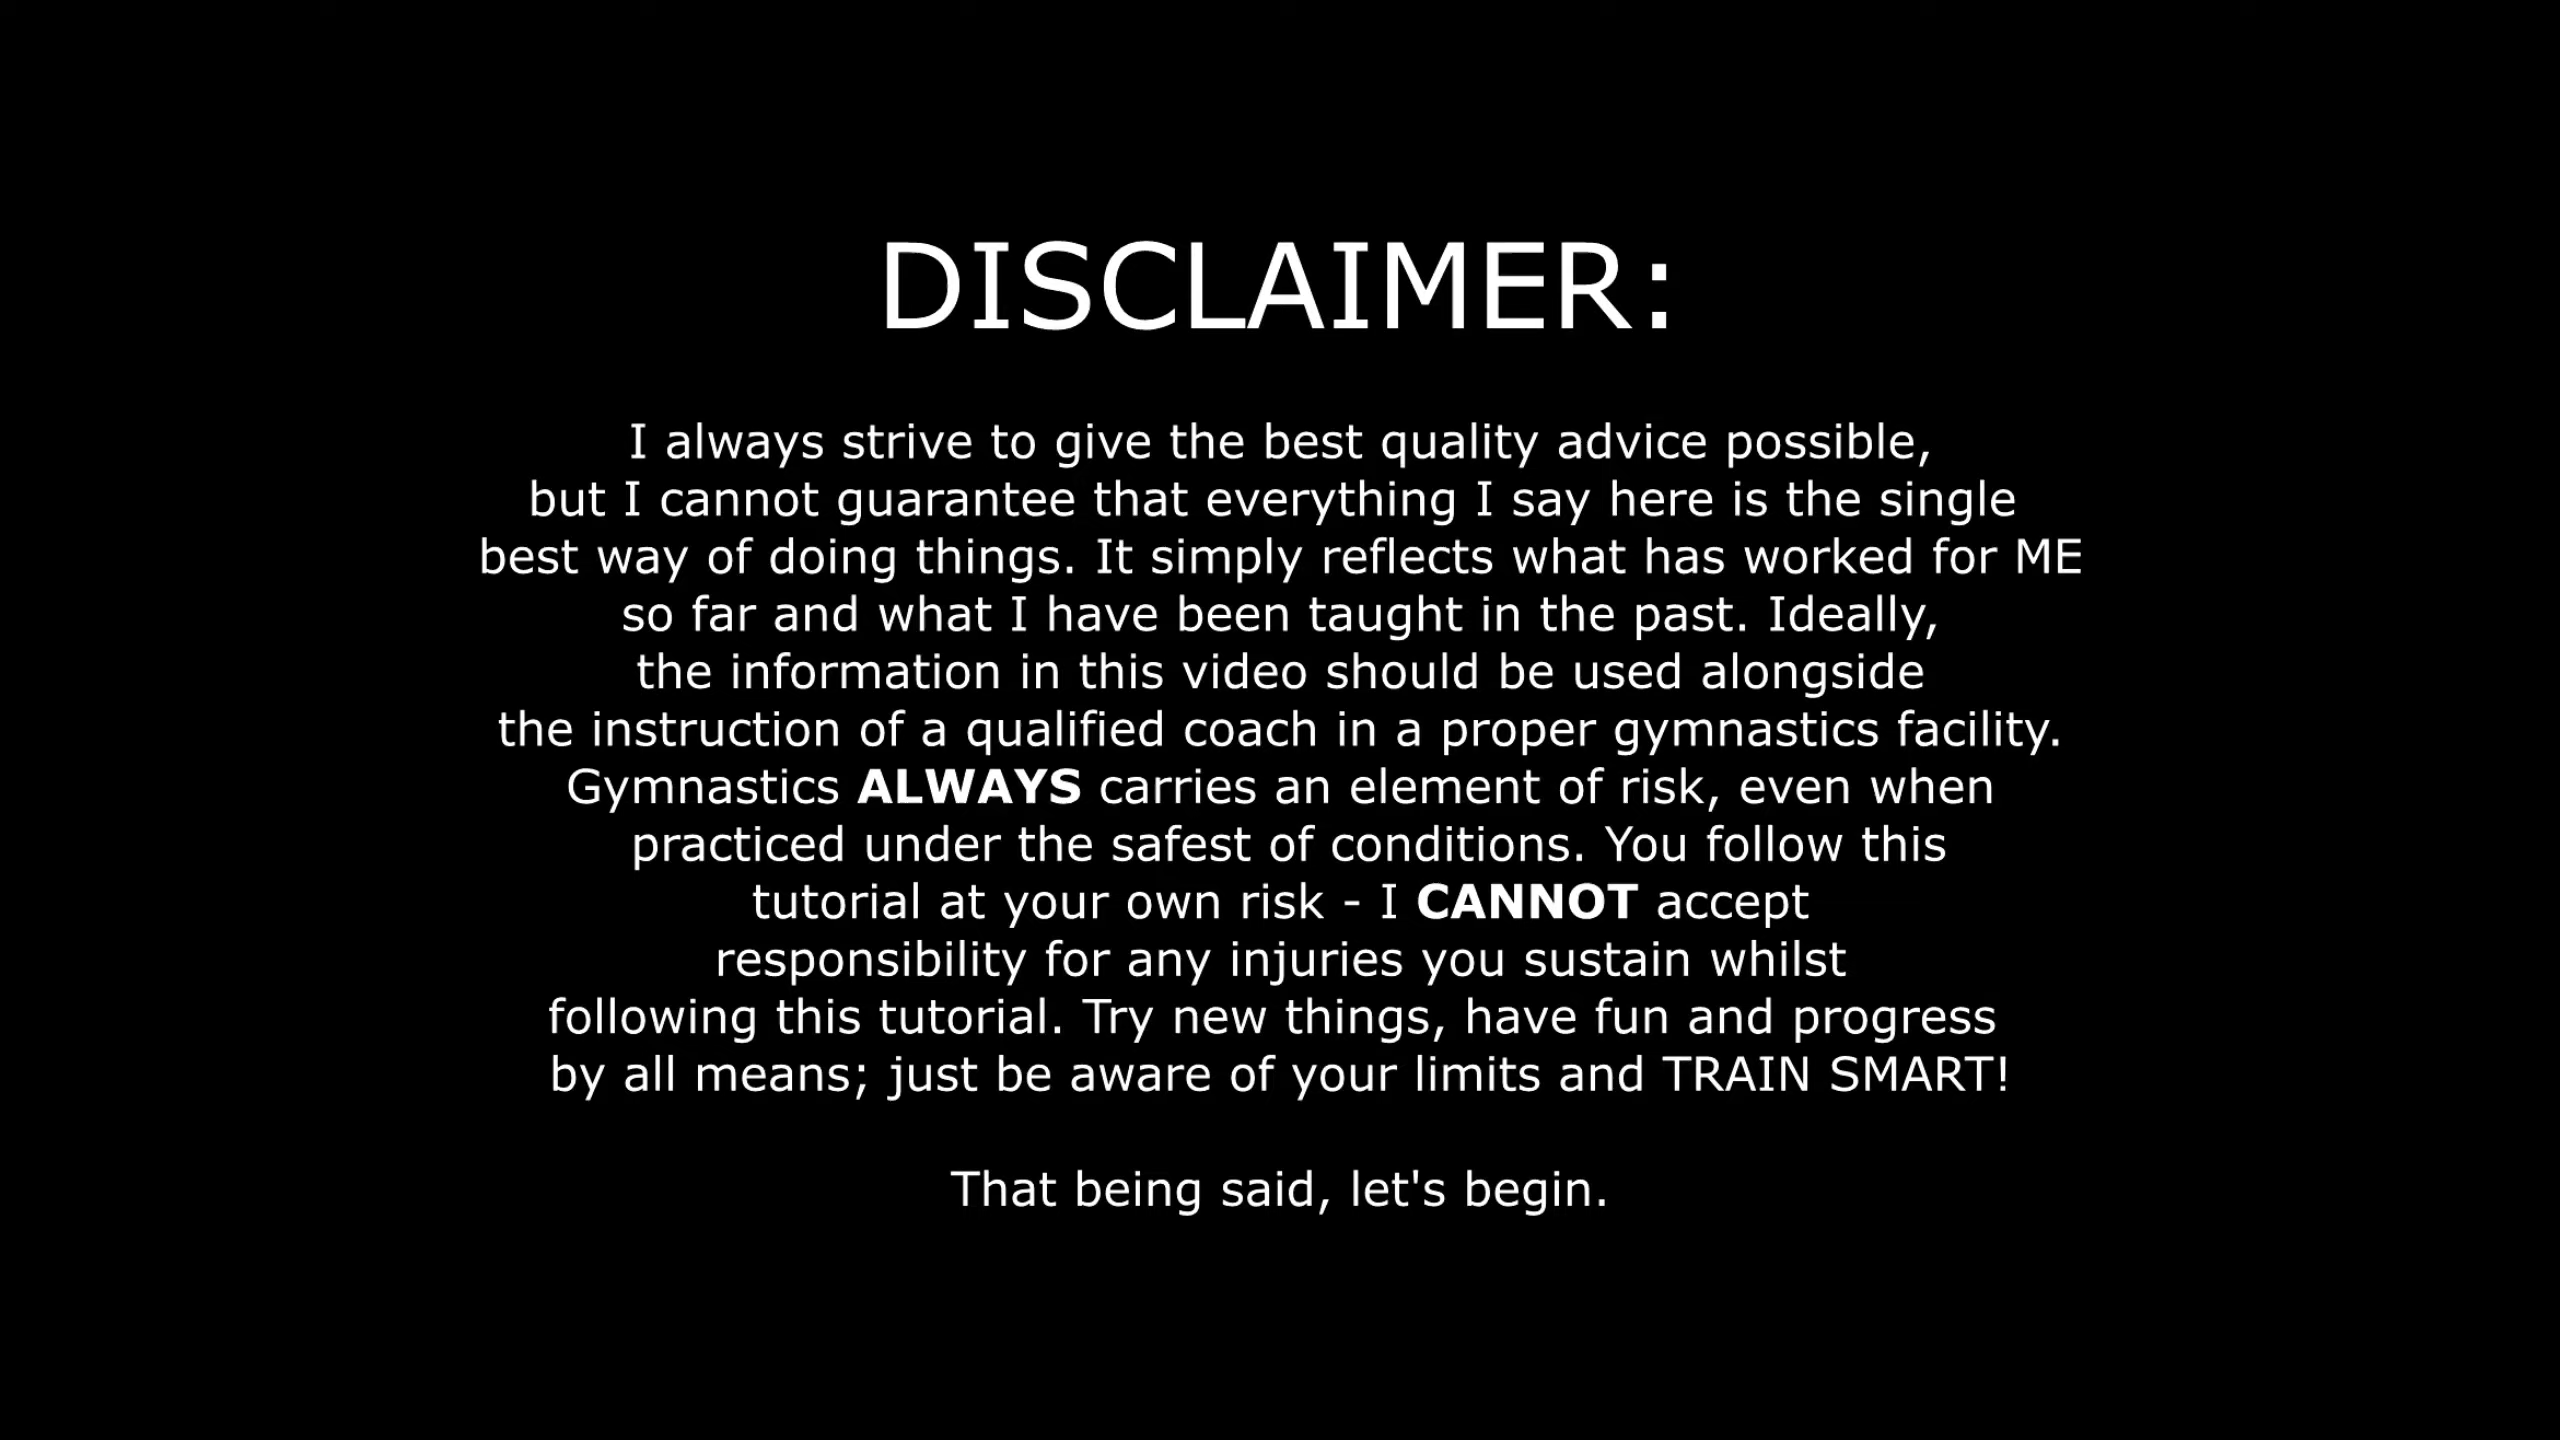 DISCLAIMER:
I always strive to give the best quality advice possible,
but I cannot guarantee that everything I say here is the single
best way of doing things. It simply reflects what has worked for ME
so far and what I have been taught in the past. Ideally,
the information in this video should be used alongside
the instruction of a qualified coach in a proper gymnastics facility.
Gymnastics ALWAYS carries an element of risk, even when
practiced under the safest of conditions. You follow this
tutorial at your own risk - I CANNOT accept
responsibility for any injuries you sustain whilst
following this tutorial. Try new things, have fun and progress
by all means; just be aware of your limits and TRAIN SMART!
That being said, let's begin.